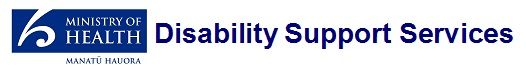 MINISTRY OF
HEALTH
MANATŪ HAUORA
Disability Support Services